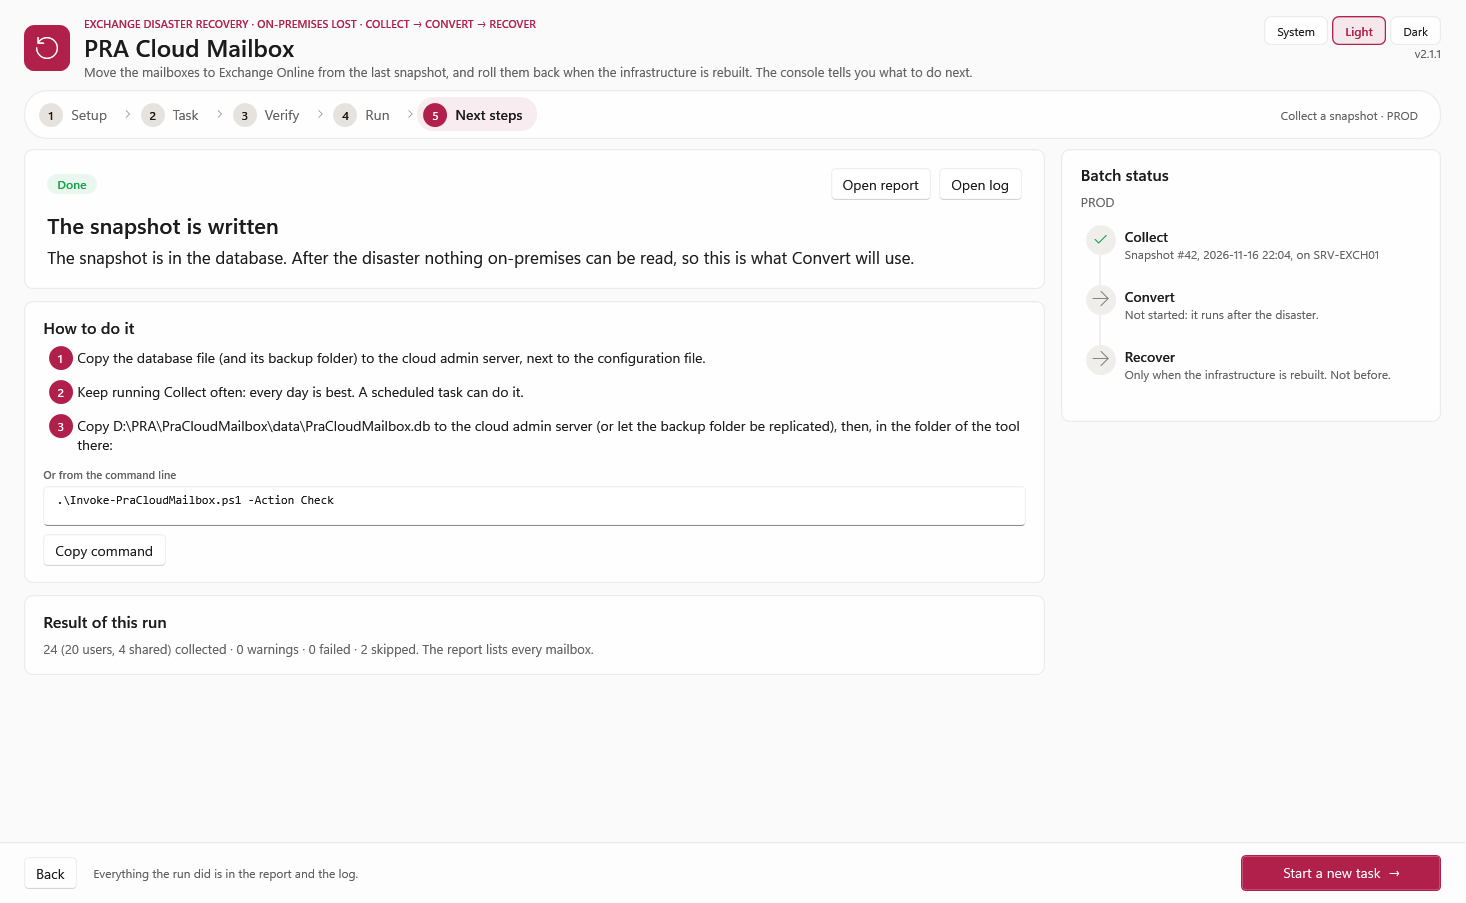 EXCHANGE DISASTER RECOVERY · ON-PREMISES LOST · COLLECT → CONVERT → RECOVER
PRA Cloud Mailbox
Move the mailboxes to Exchange Online from the last snapshot, and roll them back when the infrastructure is rebuilt. The console tells you what to do next.
System
Light
Dark
v2.1.1
1 Setup
2 Task
3 Verify
4 Run
5 Next steps
Collect a snapshot · PROD
Done
Open report
Open log
The snapshot is written
The snapshot is in the database. After the disaster nothing on-premises can be read, so this is what Convert will use.
How to do it
1 Copy the database file (and its backup folder) to the cloud admin server, next to the configuration file.
2 Keep running Collect often: every day is best. A scheduled task can do it.
3 Copy D:\PRA\PraCloudMailbox\data\PraCloudMailbox.db to the cloud admin server (or let the backup folder be replicated), then, in the folder of the tool
there:
Or from the command line
.\Invoke-PraCloudMailbox.ps1 -Action Check
Copy command
Result of this run
24 (20 users, 4 shared) collected · 0 warnings · 0 failed · 2 skipped. The report lists every mailbox.
Batch status
PROD
Collect
Snapshot #42, 2026-11-16 22:04, on SRV-EXCH01
Convert
Not started: it runs after the disaster.
Recover
Only when the infrastructure is rebuilt. Not before.
Back
Everything the run did is in the report and the log.
Start a new task →